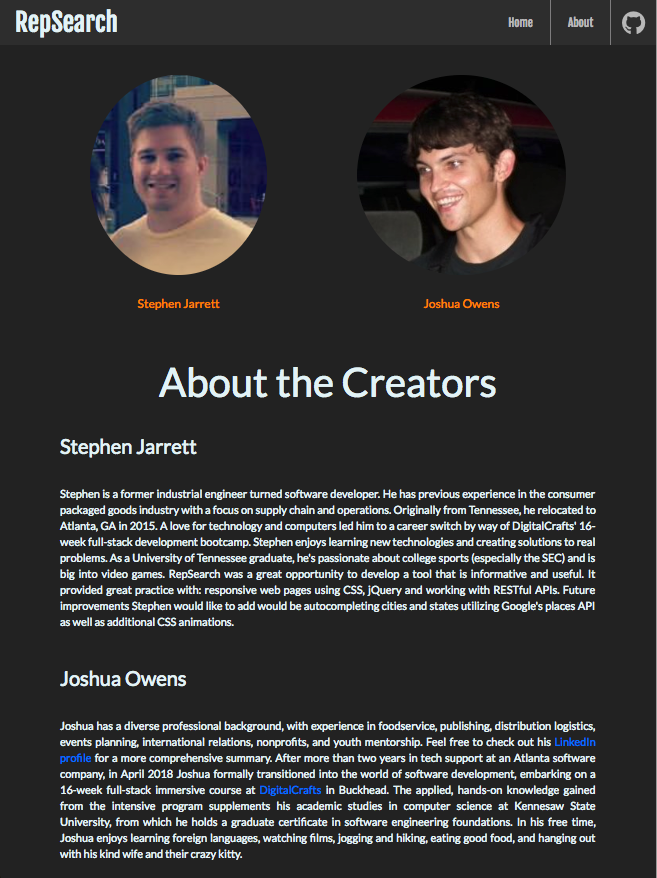 RepSearch
Home
About
Stephen Jarrett
Joshua Owens
About the Creators
Stephen Jarrett
Stephen is a former industrial engineer turned software developer. He has previous experience in the consumer
packaged goods industry with a focus on supply chain and operations. Originally from Tennessee, he relocated to
Atlanta, GA in 2015. A love for technology and computers led him to a career switch by way of DigitalCrafts' 16-
week full-stack development bootcamp. Stephen enjoys learning new technologies and creating solutions to real
problems. As a University of Tennessee graduate, he's passionate about college sports (especially the SEC) and is
big into video games. RepSearch was a great opportunity to develop a tool that is informative and useful. It
provided great practice with: responsive web pages using CSS, jQuery and working with RESTful APIs. Future
improvements Stephen would like to add would be autocompleting cities and states utilizing Google's places API
as well as additional CSS animations.
Joshua Owens
Joshua has a diverse professional background, with experience in foodservice, publishing, distribution logistics,
events planning, international relations, nonprofits, and youth mentorship. Feel free to check out his LinkedIn
profile for a more comprehensive summary. After more than two years in tech support at an Atlanta software
company, in April 2018 Joshua formally transitioned into the world of software development, embarking on a
16-week full-stack immersive course at DigitalCrafts in Buckhead. The applied, hands-on knowledge gained
from the intensive program supplements his academic studies in computer science at Kennesaw State
University, from which he holds a graduate certificate in software engineering foundations. In his free time,
Joshua enjoys learning foreign languages, watching films, jogging and hiking, eating good food, and hanging out
with his kind wife and their crazy kitty.